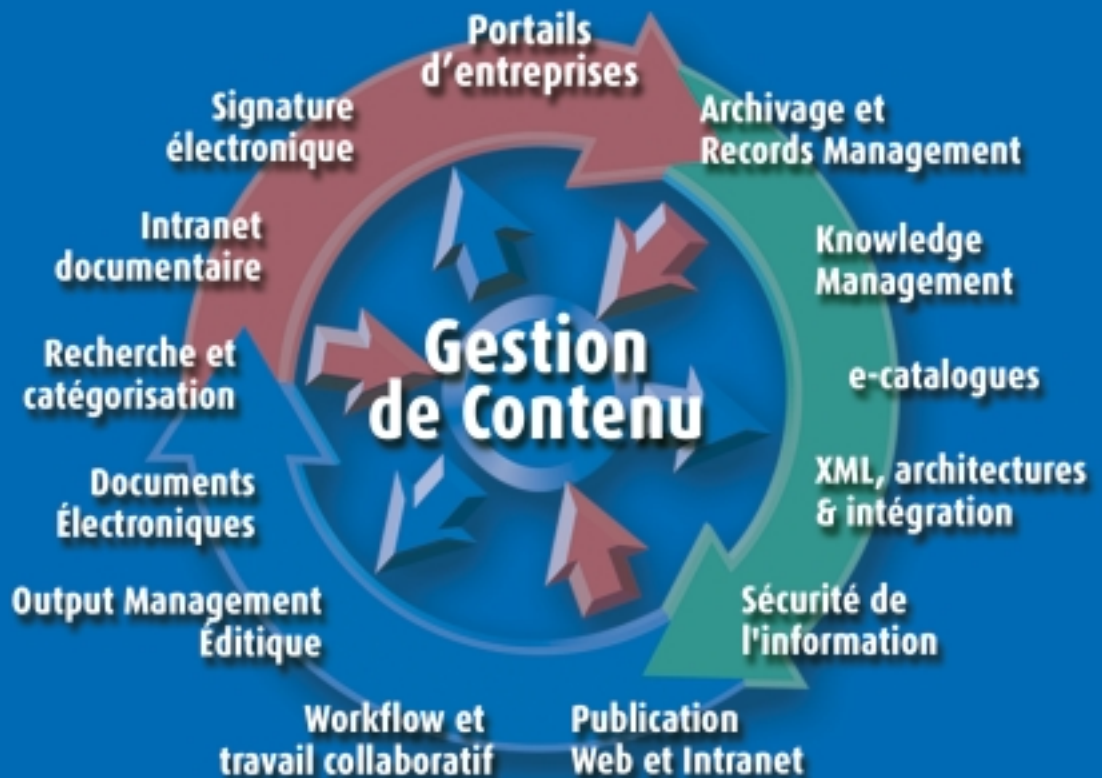 Portails
d'entreprises
Signature
électronique
Archivage et
Records Management
Intranet
documentaire
Knowledge
Management
Gestion
de Contenu
Recherche et
catégorisation
e-catalogues
Documents
Électroniques
XML, architectures
& intégration
Output Management
Éditique
Sécurité de
l'information
Workflow et
travail collaboratif
Publication
Web et Intranet